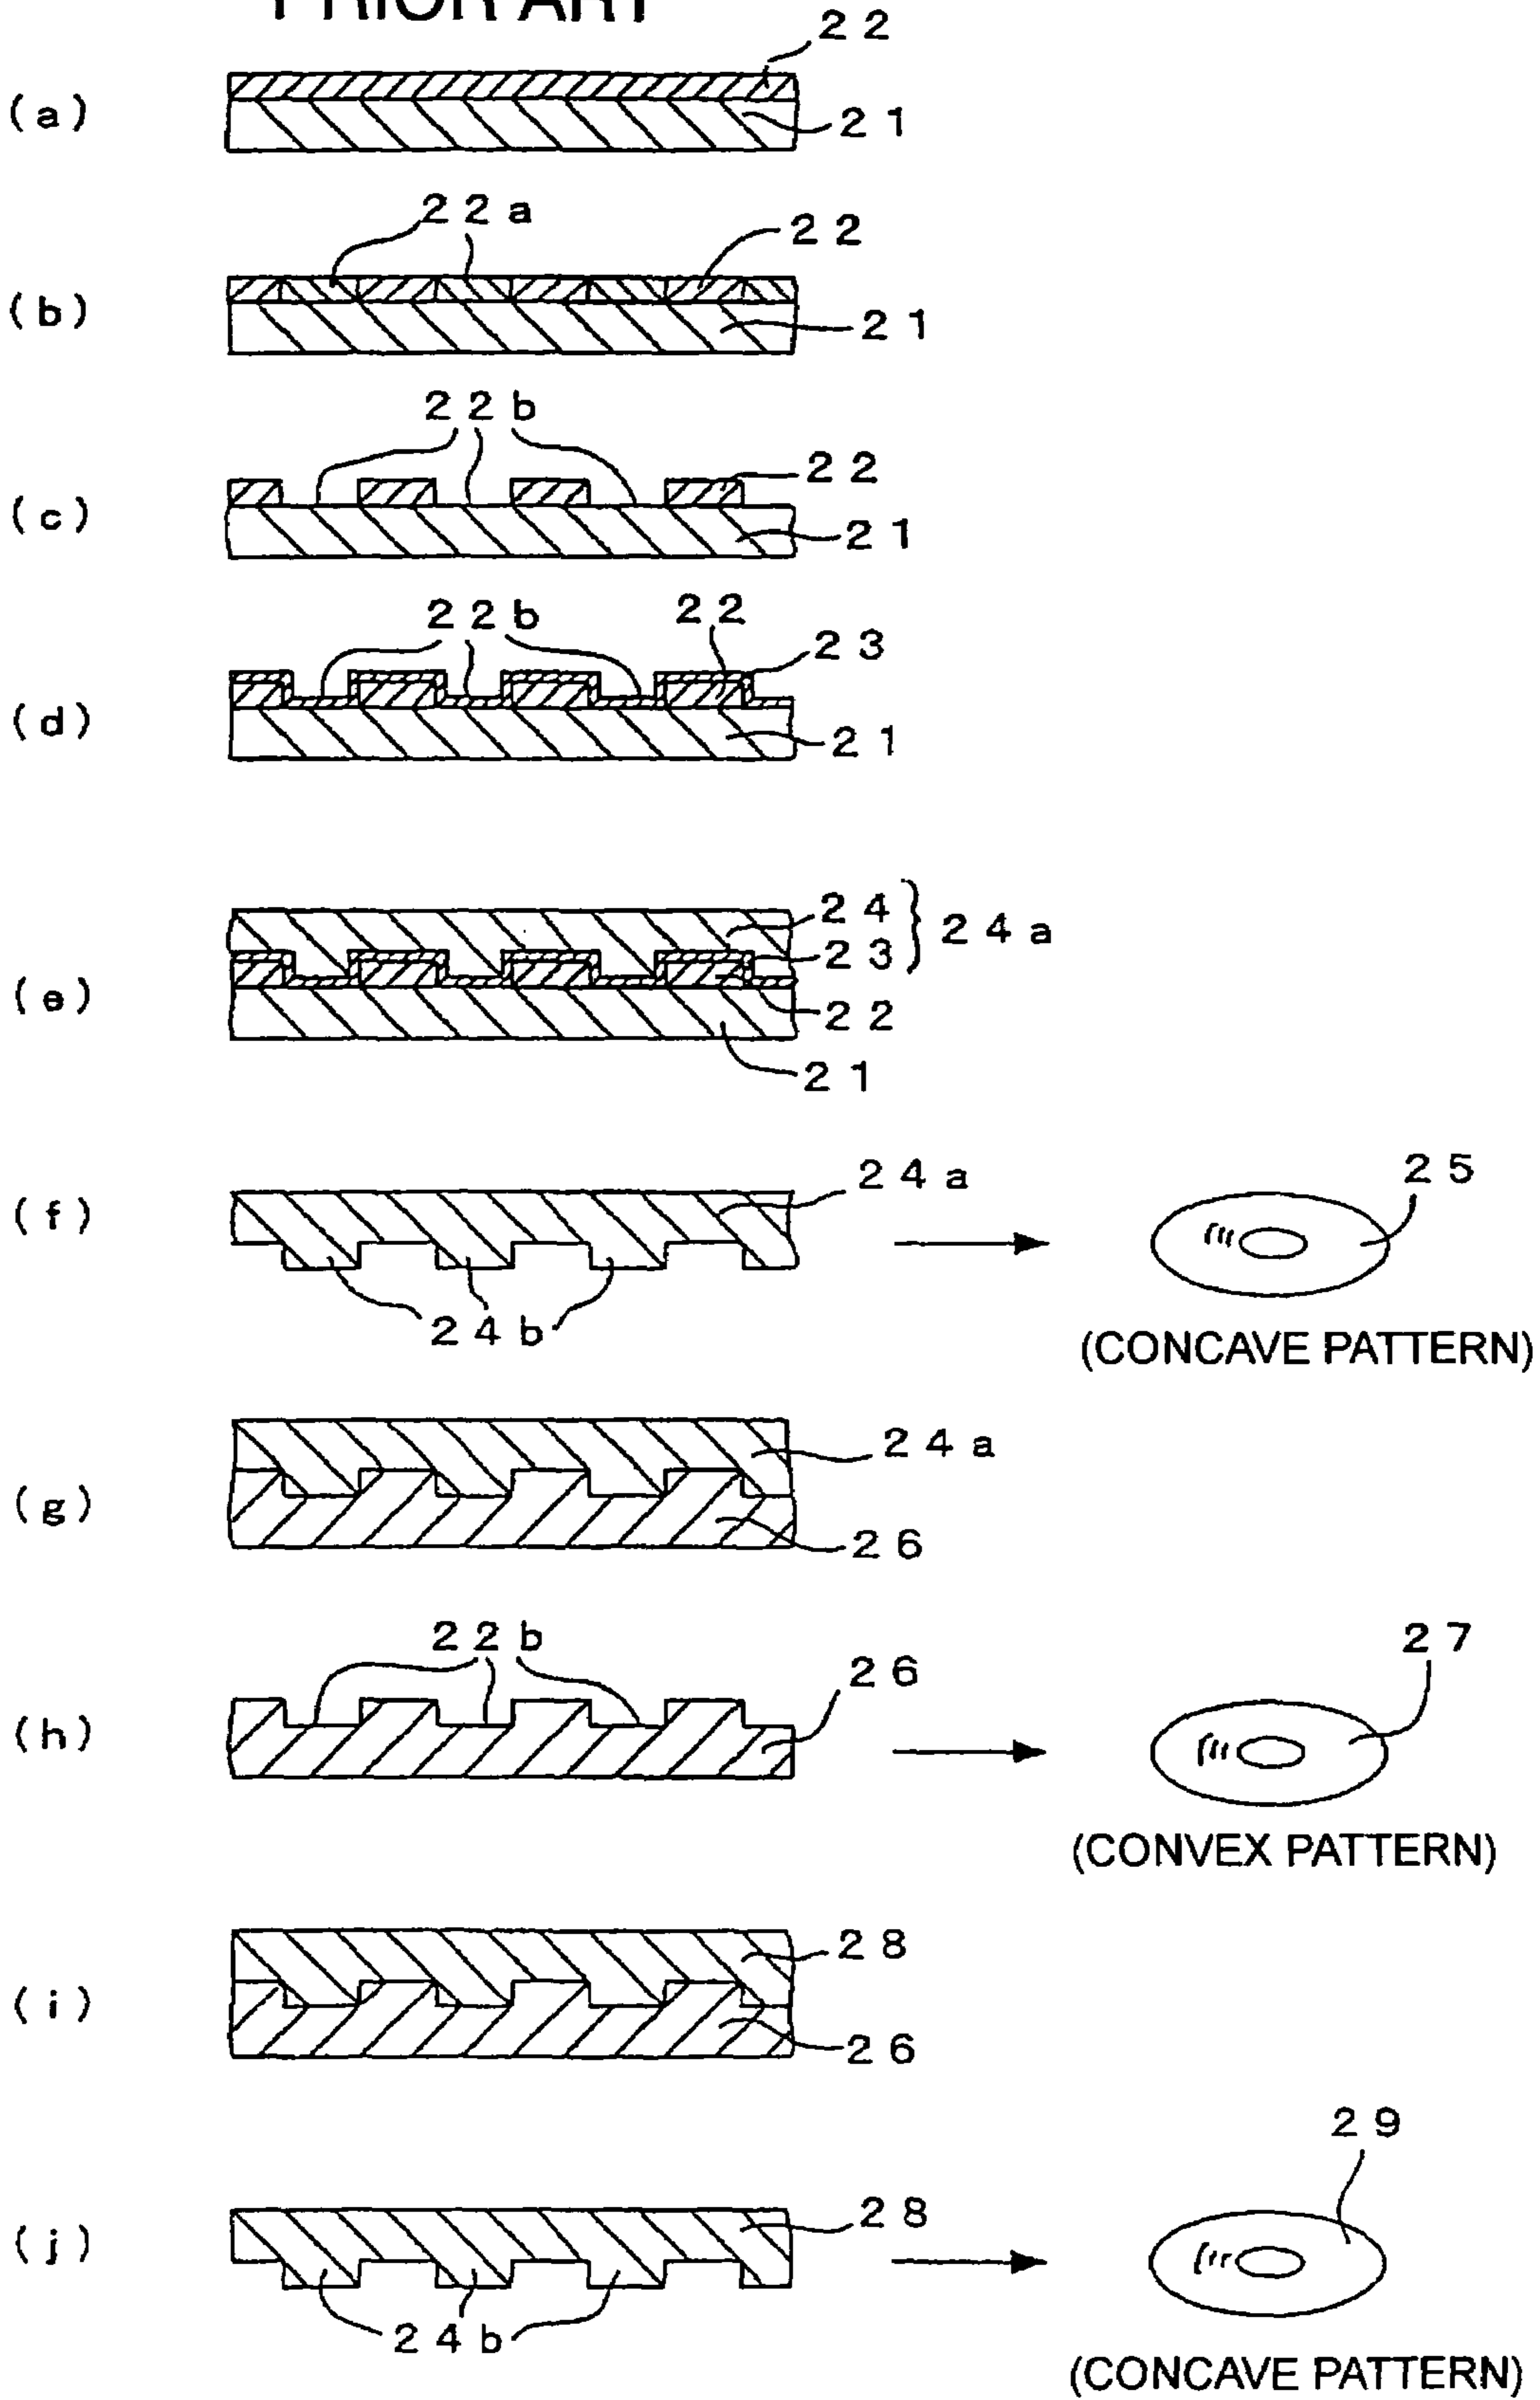 PRIOR ART
22
(a)
21
22a
22
(b)
21
22b
22
(c)
21
22b
22
23
(d)
21
24
24a
23
(e)
22
21
24a
25
(f)
24b
(CONCAVE PATTERN)
24a
(g)
26
22b
27
26
(h)
(CONVEX PATTERN)
28
(i)
26
29
28
(j)
24b
(CONCAVE PATTERN)